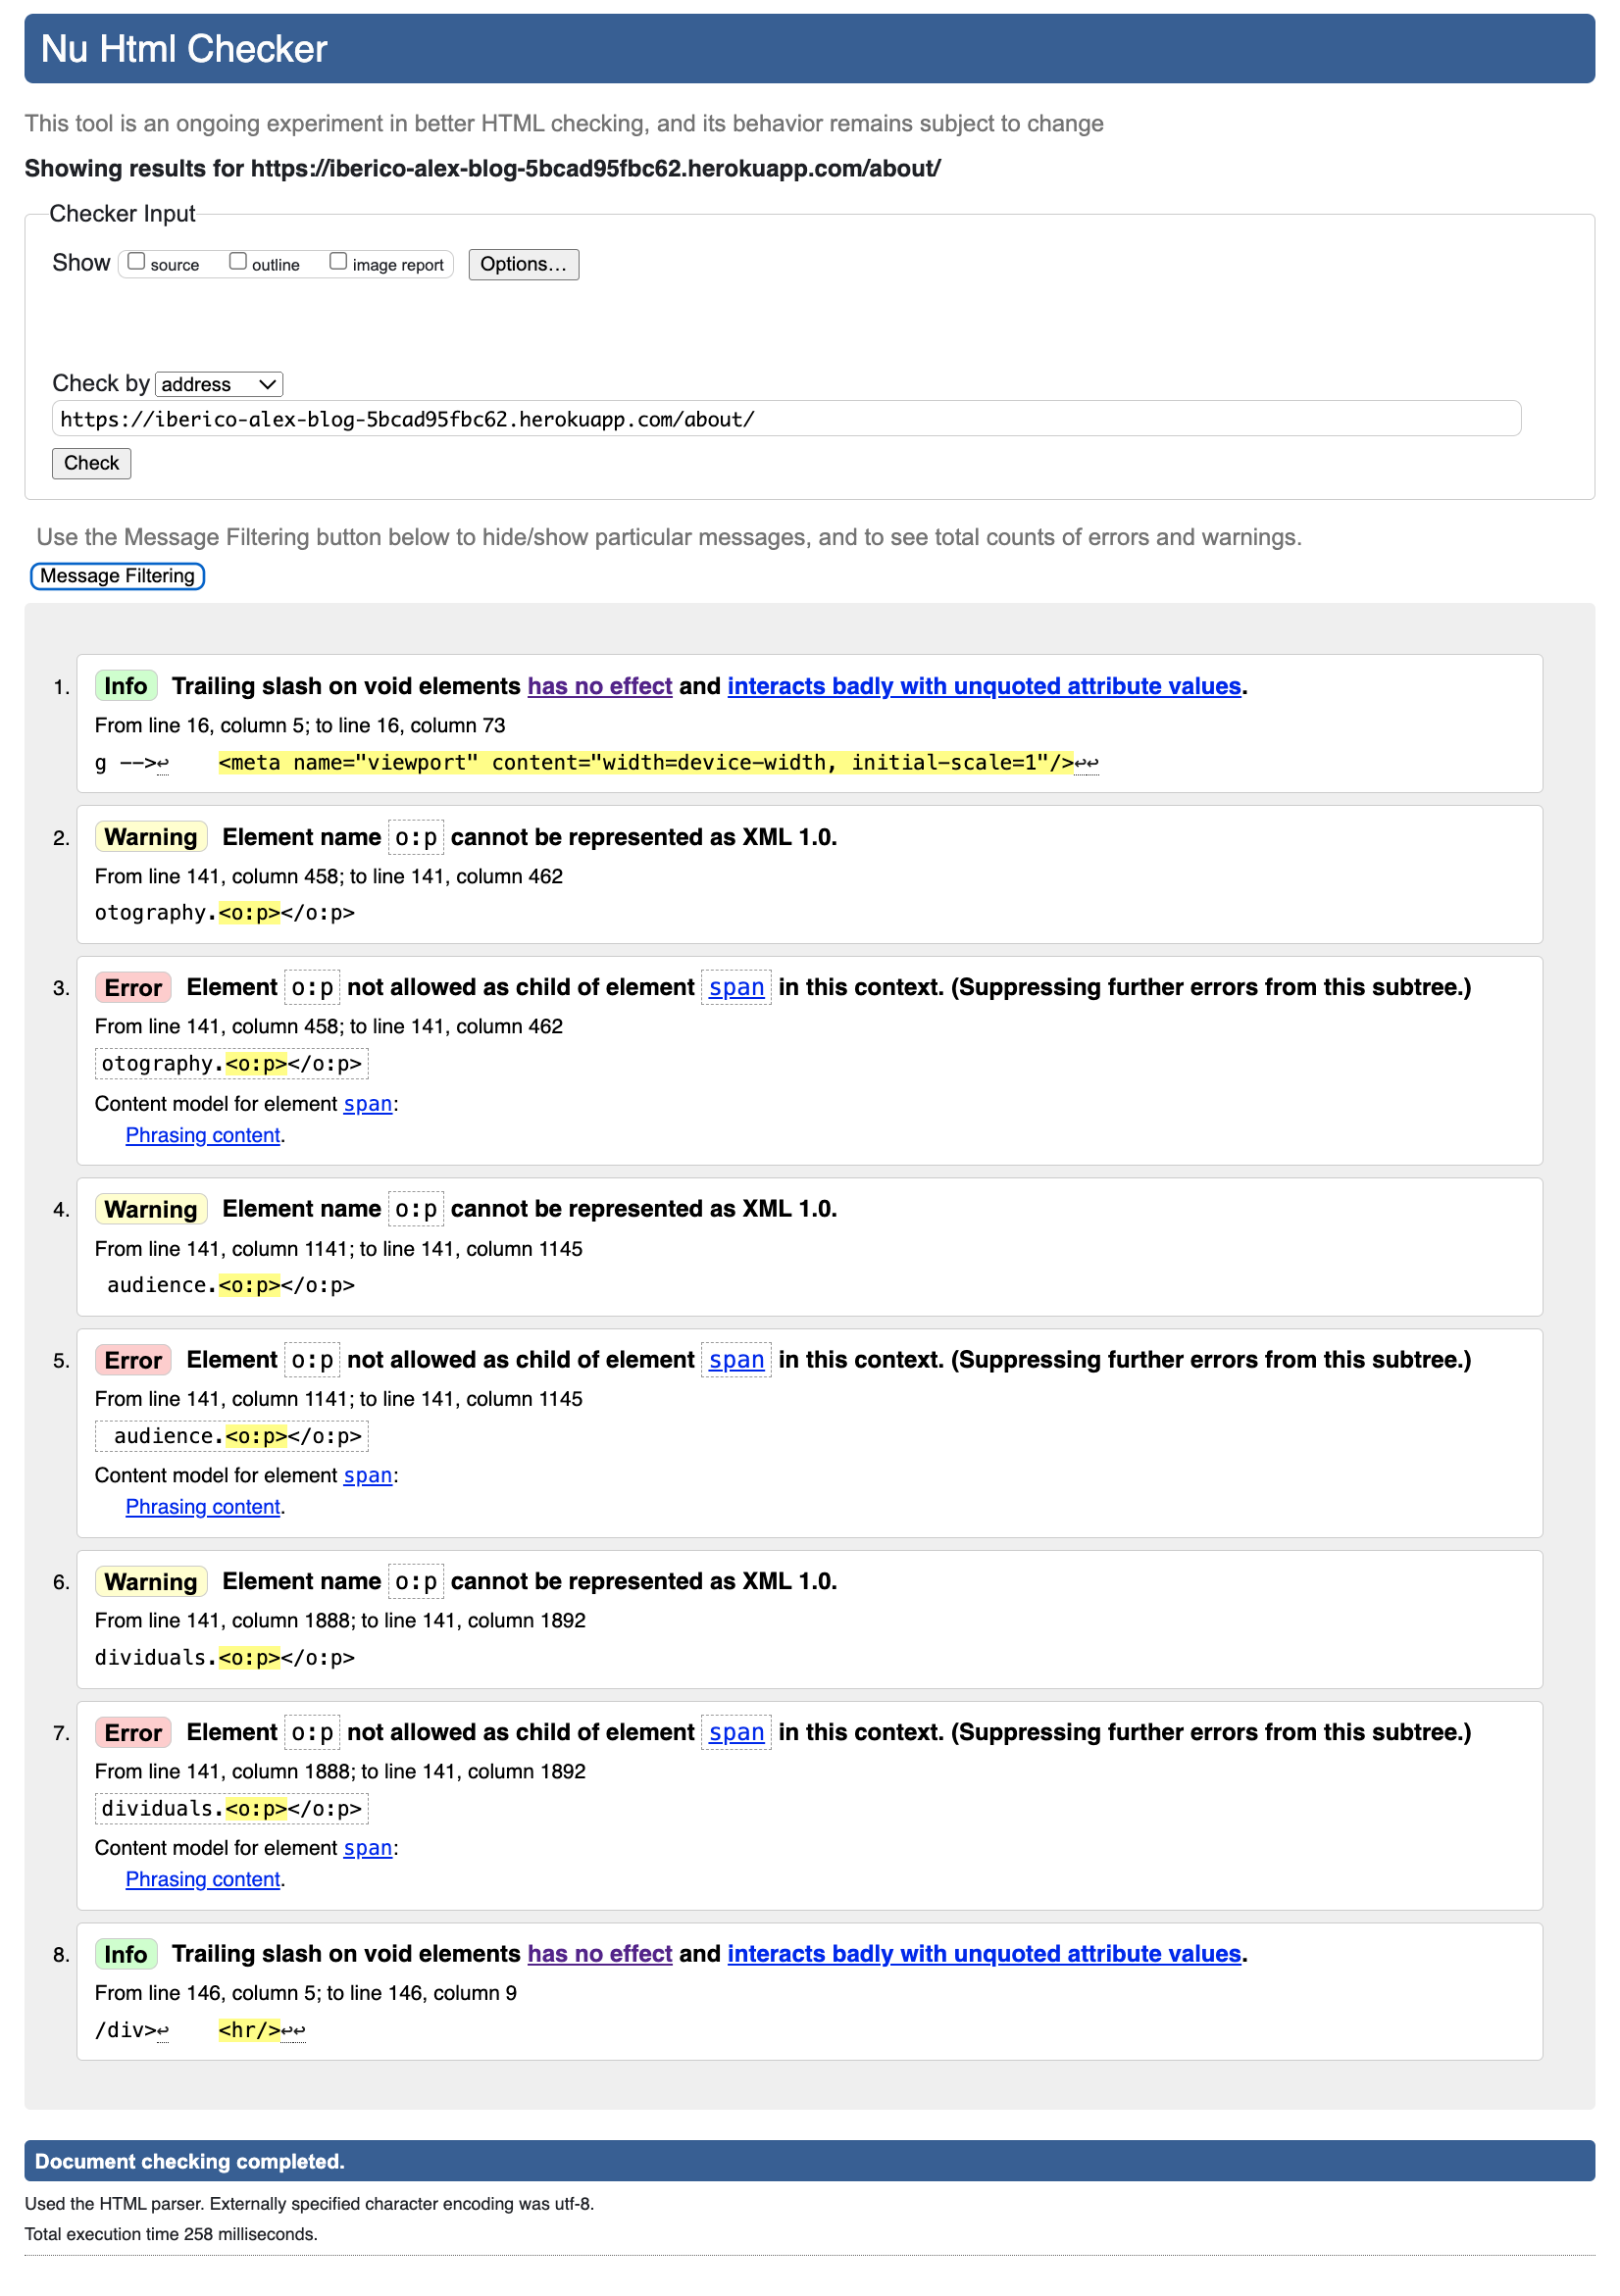 Nu Html Checker
This tool is an ongoing experiment in better HTML checking, and its behavior remains subject to change
Showing results for https://iberico-alex-blog-5bcad95fbc62.herokuapp.com/about/
Checker Input
Show source outline image report Options…
Check by address
https://iberico-alex-blog-5bcad95fbc62.herokuapp.com/about/
Check
Use the Message Filtering button below to hide/show particular messages, and to see total counts of errors and warnings.
Message Filtering
1. Info Trailing slash on void elements has no effect and interacts badly with unquoted attribute values.
From line 16, column 5; to line 16, column 73
g -->↩    <meta name="viewport" content="width=device-width, initial-scale=1"/>↩↩
2. Warning Element name o:p cannot be represented as XML 1.0.
From line 141, column 458; to line 141, column 462
otography.<o:p></o:p>
3. Error Element o:p not allowed as child of element span in this context. (Suppressing further errors from this subtree.)
From line 141, column 458; to line 141, column 462
otography.<o:p></o:p>
Content model for element span:
Phrasing content.
4. Warning Element name o:p cannot be represented as XML 1.0.
From line 141, column 1141; to line 141, column 1145
audience.<o:p></o:p>
5. Error Element o:p not allowed as child of element span in this context. (Suppressing further errors from this subtree.)
From line 141, column 1141; to line 141, column 1145
audience.<o:p></o:p>
Content model for element span:
Phrasing content.
6. Warning Element name o:p cannot be represented as XML 1.0.
From line 141, column 1888; to line 141, column 1892
dividuals.<o:p></o:p>
7. Error Element o:p not allowed as child of element span in this context. (Suppressing further errors from this subtree.)
From line 141, column 1888; to line 141, column 1892
dividuals.<o:p></o:p>
Content model for element span:
Phrasing content.
8. Info Trailing slash on void elements has no effect and interacts badly with unquoted attribute values.
From line 146, column 5; to line 146, column 9
/div>↩    <hr/>↩↩
Document checking completed.
Used the HTML parser. Externally specified character encoding was utf-8.
Total execution time 258 milliseconds.